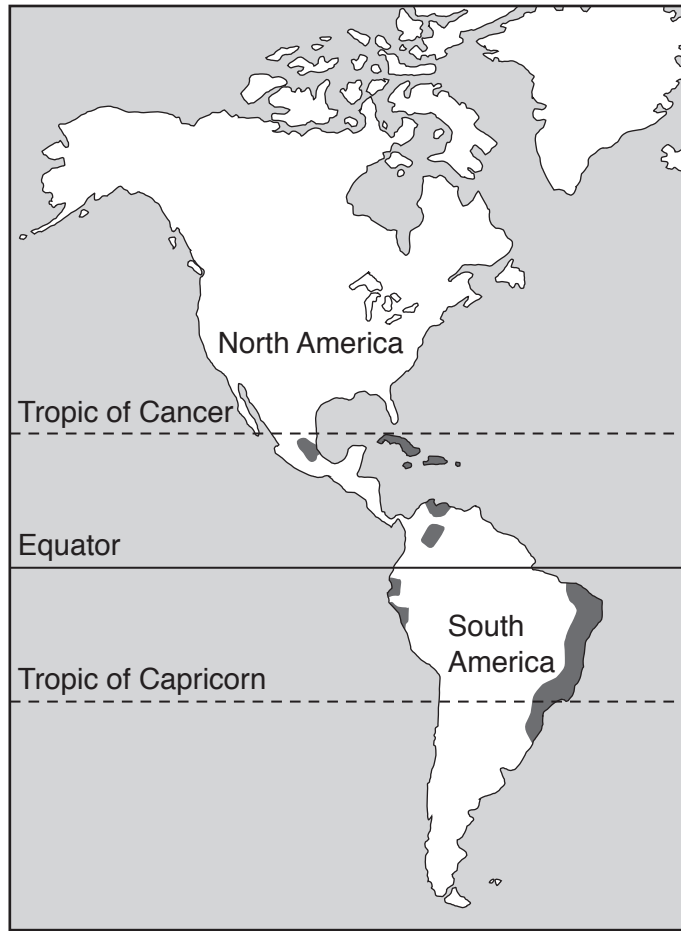 North America
Tropic of Cancer
Equator
South
America
Tropic of Capricorn